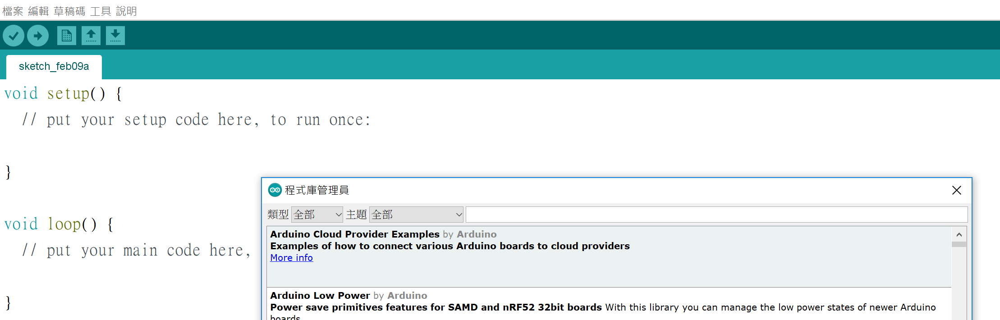 檔案 編輯 草稿碼 工具 說明
sketch_feb09a
void setup() {
// put your setup code here, to run once:
}
void loop() {
// put your main code here,
}
程式庫管理員
類型 全部 主題 全部
Arduino Cloud Provider Examples by Arduino
Examples of how to connect various Arduino boards to cloud providers
More info
Arduino Low Power by Arduino
Power save primitives features for SAMD and nRF52 32bit boards With this library you can manage the low power states of newer Arduino
boards